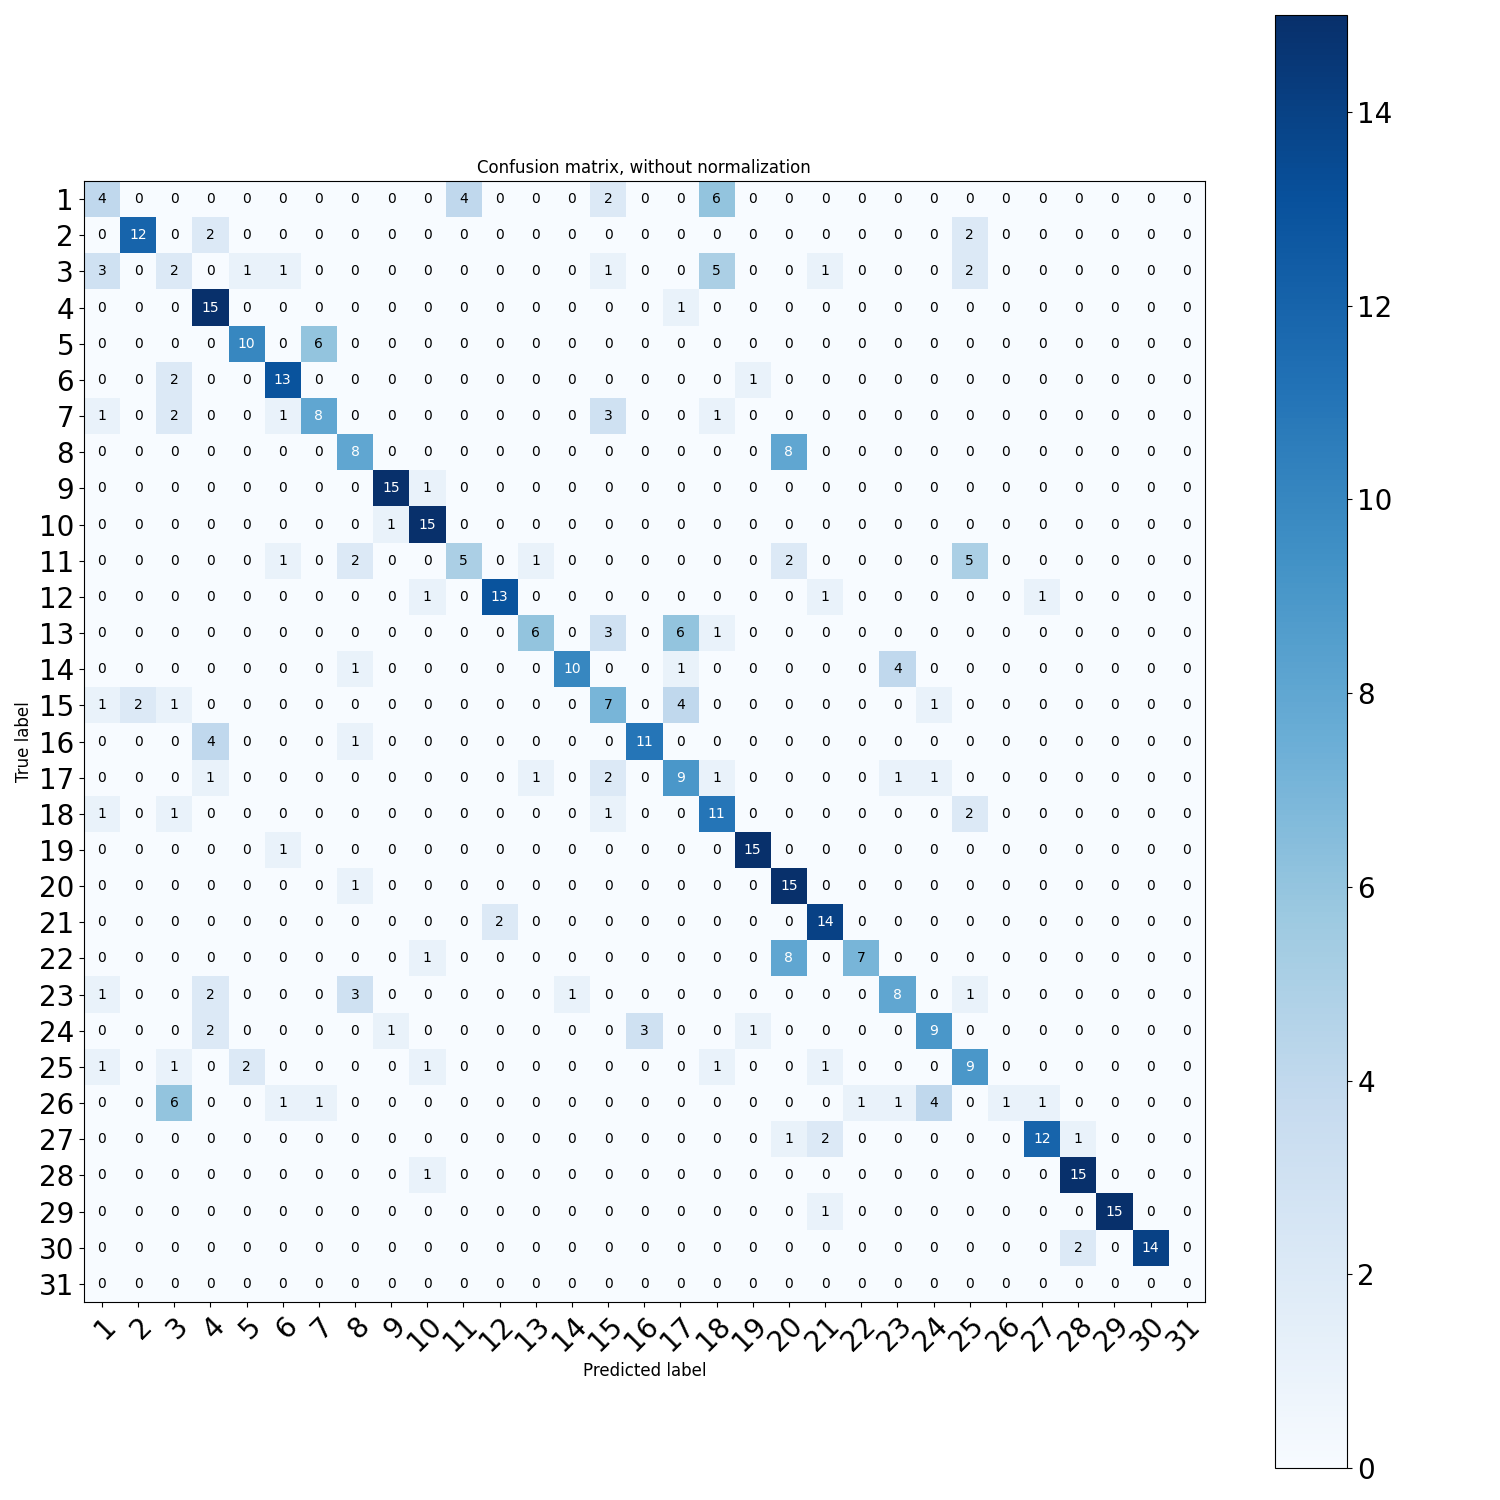 Confusion matrix, without normalization
True label
1 4 0 0 0 0 0 0 0 0 0 4 0 0 0 2 0 0 6 0 0 0 0 0 0 0 0 0 0 0 0 0
2 0 12 0 2 0 0 0 0 0 0 0 0 0 0 0 0 0 0 0 0 0 0 0 0 2 0 0 0 0 0 0
3 3 0 2 0 1 1 0 0 0 0 0 0 0 0 1 0 0 5 0 0 1 0 0 0 2 0 0 0 0 0 0
4 0 0 0 15 0 0 0 0 0 0 0 0 0 0 0 0 1 0 0 0 0 0 0 0 0 0 0 0 0 0 0
5 0 0 0 0 10 0 6 0 0 0 0 0 0 0 0 0 0 0 0 0 0 0 0 0 0 0 0 0 0 0 0
6 0 0 2 0 0 13 0 0 0 0 0 0 0 0 0 0 0 0 1 0 0 0 0 0 0 0 0 0 0 0 0
7 1 0 2 0 0 1 8 0 0 0 0 0 0 0 3 0 0 1 0 0 0 0 0 0 0 0 0 0 0 0 0
8 0 0 0 0 0 0 0 8 0 0 0 0 0 0 0 0 0 0 0 8 0 0 0 0 0 0 0 0 0 0 0
9 0 0 0 0 0 0 0 0 15 1 0 0 0 0 0 0 0 0 0 0 0 0 0 0 0 0 0 0 0 0 0
10 0 0 0 0 0 0 0 0 1 15 0 0 0 0 0 0 0 0 0 0 0 0 0 0 0 0 0 0 0 0 0
11 0 0 0 0 0 1 0 2 0 0 5 0 1 0 0 0 0 0 0 2 0 0 0 0 5 0 0 0 0 0 0
12 0 0 0 0 0 0 0 0 0 1 0 13 0 0 0 0 0 0 0 0 1 0 0 0 0 0 1 0 0 0 0
13 0 0 0 0 0 0 0 0 0 0 0 0 6 0 3 0 6 1 0 0 0 0 0 0 0 0 0 0 0 0 0
14 0 0 0 0 0 0 0 1 0 0 0 0 0 10 0 0 1 0 0 0 0 0 4 0 0 0 0 0 0 0 0
15 1 2 1 0 0 0 0 0 0 0 0 0 0 0 7 0 4 0 0 0 0 0 0 1 0 0 0 0 0 0 0
16 0 0 0 4 0 0 0 1 0 0 0 0 0 0 0 11 0 0 0 0 0 0 0 0 0 0 0 0 0 0 0
17 0 0 0 1 0 0 0 0 0 0 0 0 1 0 2 0 9 1 0 0 0 0 1 1 0 0 0 0 0 0 0
18 1 0 1 0 0 0 0 0 0 0 0 0 0 0 1 0 0 11 0 0 0 0 0 0 2 0 0 0 0 0 0
19 0 0 0 0 0 1 0 0 0 0 0 0 0 0 0 0 0 0 15 0 0 0 0 0 0 0 0 0 0 0 0
20 0 0 0 0 0 0 0 1 0 0 0 0 0 0 0 0 0 0 0 15 0 0 0 0 0 0 0 0 0 0 0
21 0 0 0 0 0 0 0 0 0 0 0 2 0 0 0 0 0 0 0 0 14 0 0 0 0 0 0 0 0 0 0
22 0 0 0 0 0 0 0 0 0 1 0 0 0 0 0 0 0 0 0 8 0 7 0 0 0 0 0 0 0 0 0
23 1 0 0 2 0 0 0 3 0 0 0 0 0 1 0 0 0 0 0 0 0 0 8 0 1 0 0 0 0 0 0
24 0 0 0 2 0 0 0 0 1 0 0 0 0 0 0 3 0 0 1 0 0 0 0 9 0 0 0 0 0 0 0
25 1 0 1 0 2 0 0 0 0 1 0 0 0 0 0 0 0 1 0 0 1 0 0 0 9 0 0 0 0 0 0
26 0 0 6 0 0 1 1 0 0 0 0 0 0 0 0 0 0 0 0 0 0 1 1 4 0 1 1 0 0 0 0
27 0 0 0 0 0 0 0 0 0 0 0 0 0 0 0 0 0 0 0 1 2 0 0 0 0 0 12 1 0 0 0
28 0 0 0 0 0 0 0 0 0 1 0 0 0 0 0 0 0 0 0 0 0 0 0 0 0 0 0 15 0 0 0
29 0 0 0 0 0 0 0 0 0 0 0 0 0 0 0 0 0 0 0 0 1 0 0 0 0 0 0 0 15 0 0
30 0 0 0 0 0 0 0 0 0 0 0 0 0 0 0 0 0 0 0 0 0 0 0 0 0 0 0 2 0 14 0
31 0 0 0 0 0 0 0 0 0 0 0 0 0 0 0 0 0 0 0 0 0 0 0 0 0 0 0 0 0 0 0
1 2 3 4 5 6 7 8 9 10 11 12 13 14 15 16 17 18 19 20 21 22 23 24 25 26 27 28 29 30 31
Predicted label
14
12
10
8
6
4
2
0